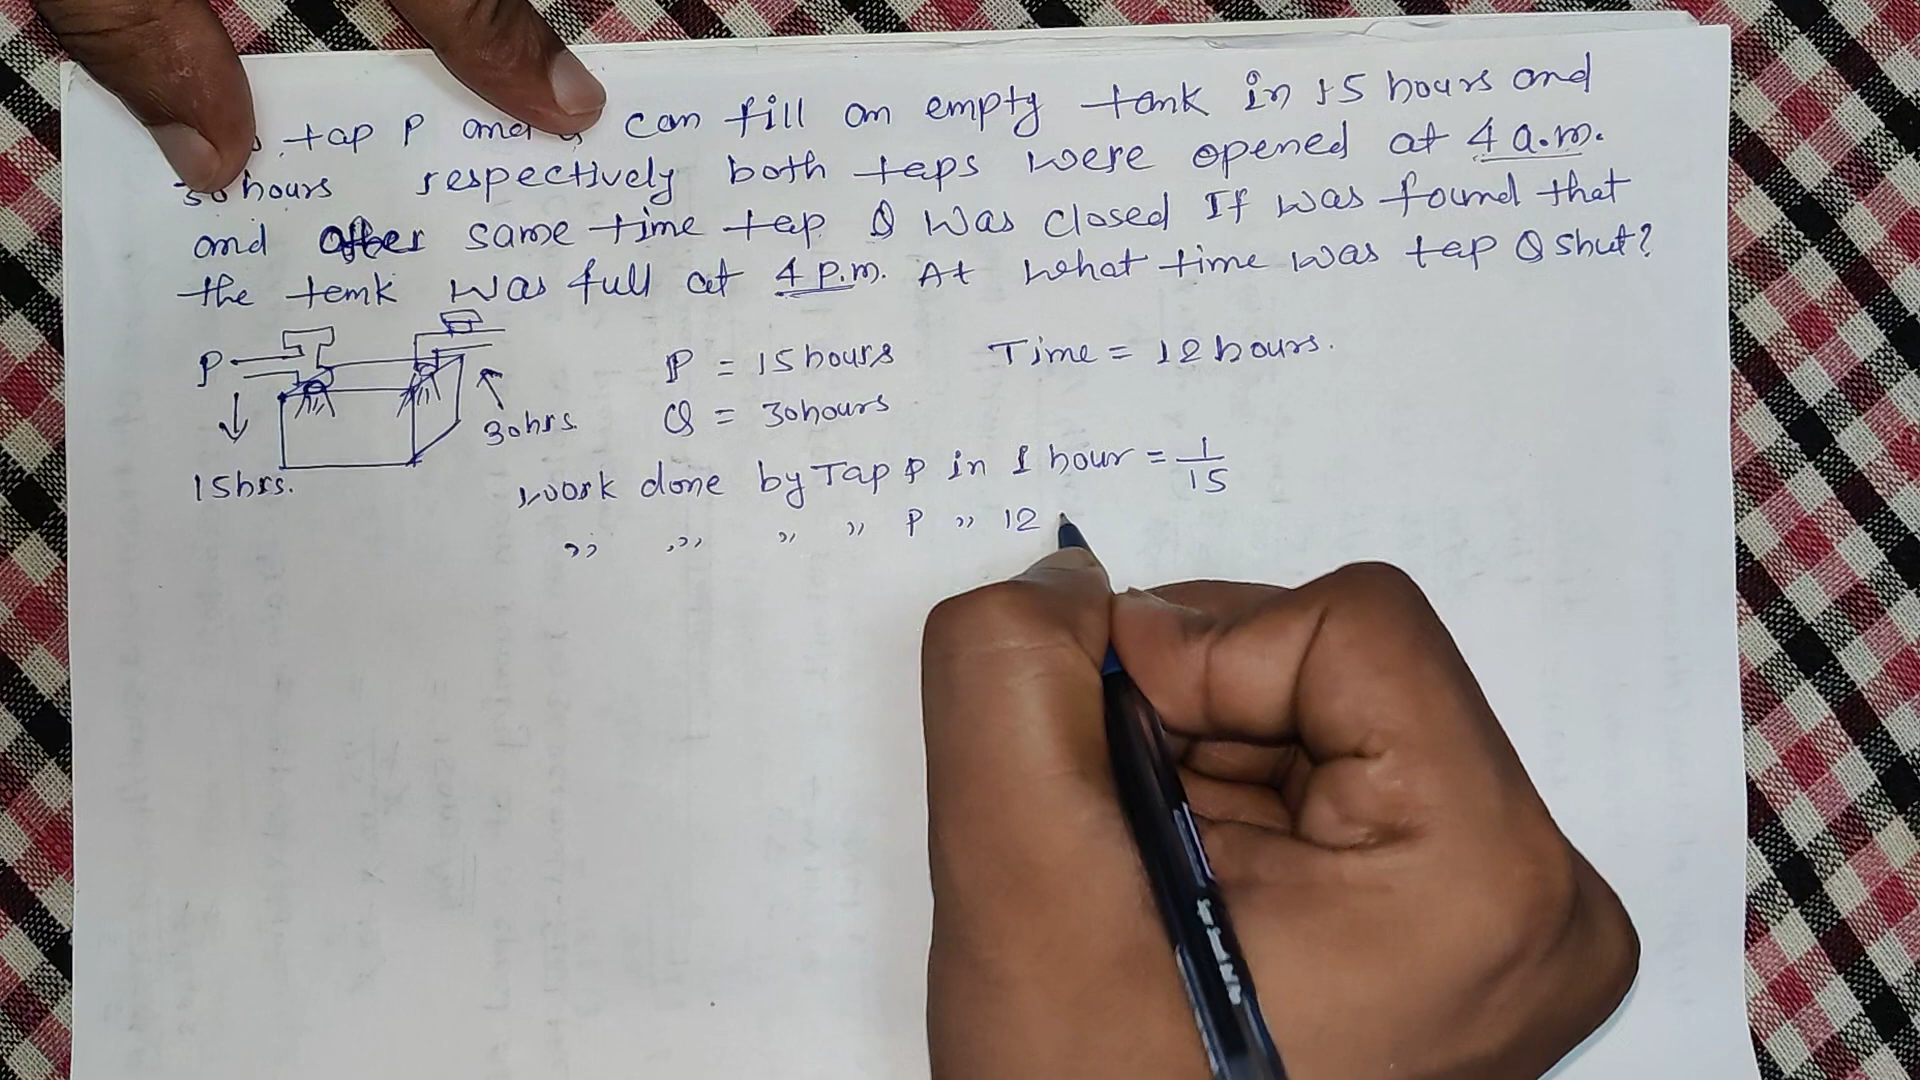 tap P and can fill an empty tank in 15 hours and
30 hours respectively both taps were opened at 4 a.m.
and after same time tap Q was closed If was found that
the tank was full at 4 p.m. At what time was tap Q shut?
P
P = 15 hours Time = 12 hours.
30hrs Q = 30hours
15hrs. Work done by Tap P in 1 hour = 1/15
,, ,, ,, ,, P ,, 12